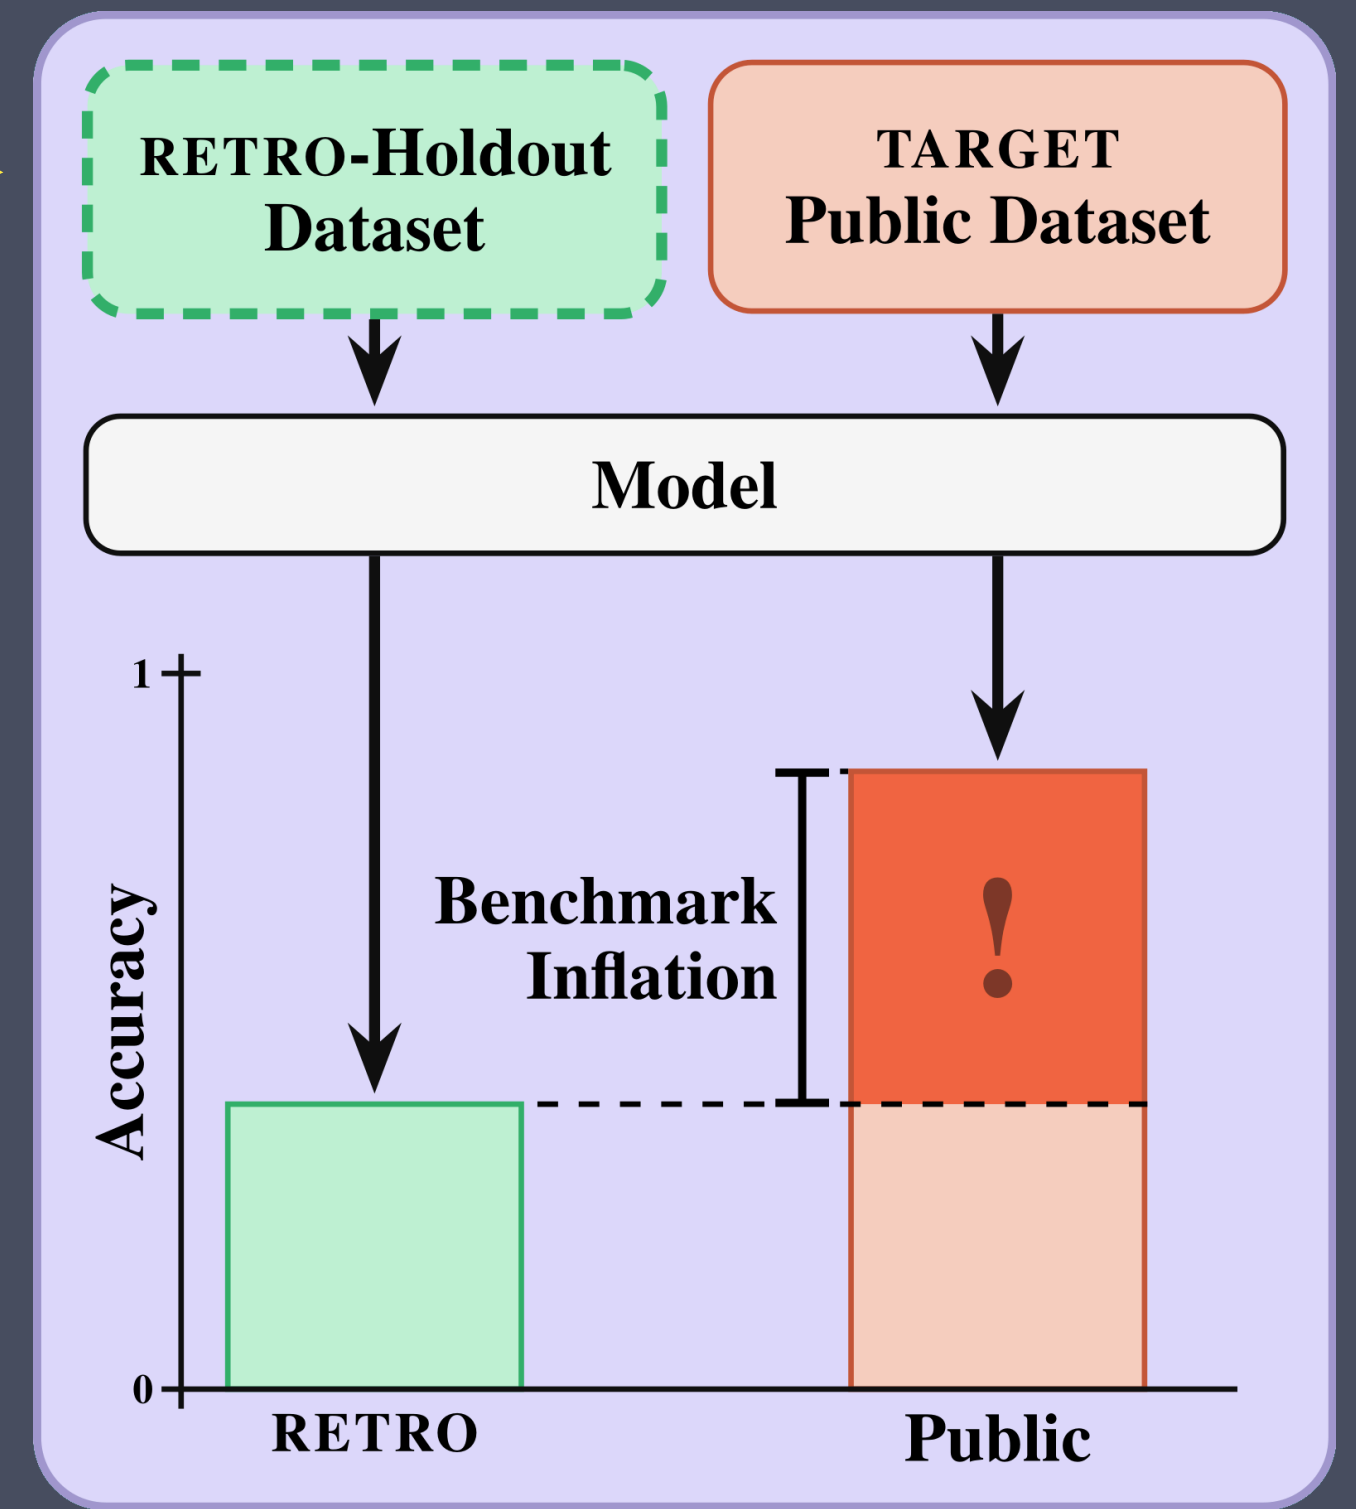 RETRO-Holdout
Dataset
TARGET
Public Dataset
Model
1
Accuracy
Benchmark
Inflation
!
0
RETRO
Public